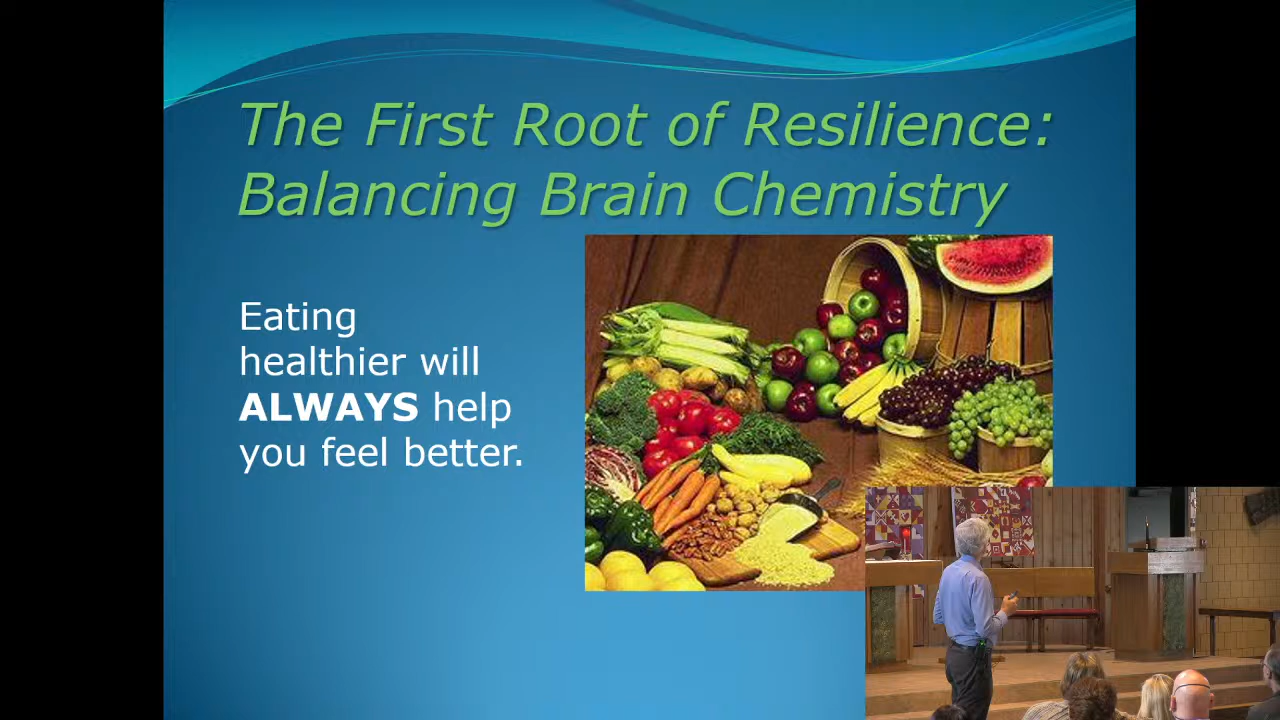 The First Root of Resilience:
Balancing Brain Chemistry
Eating
healthier will
ALWAYS help
you feel better.